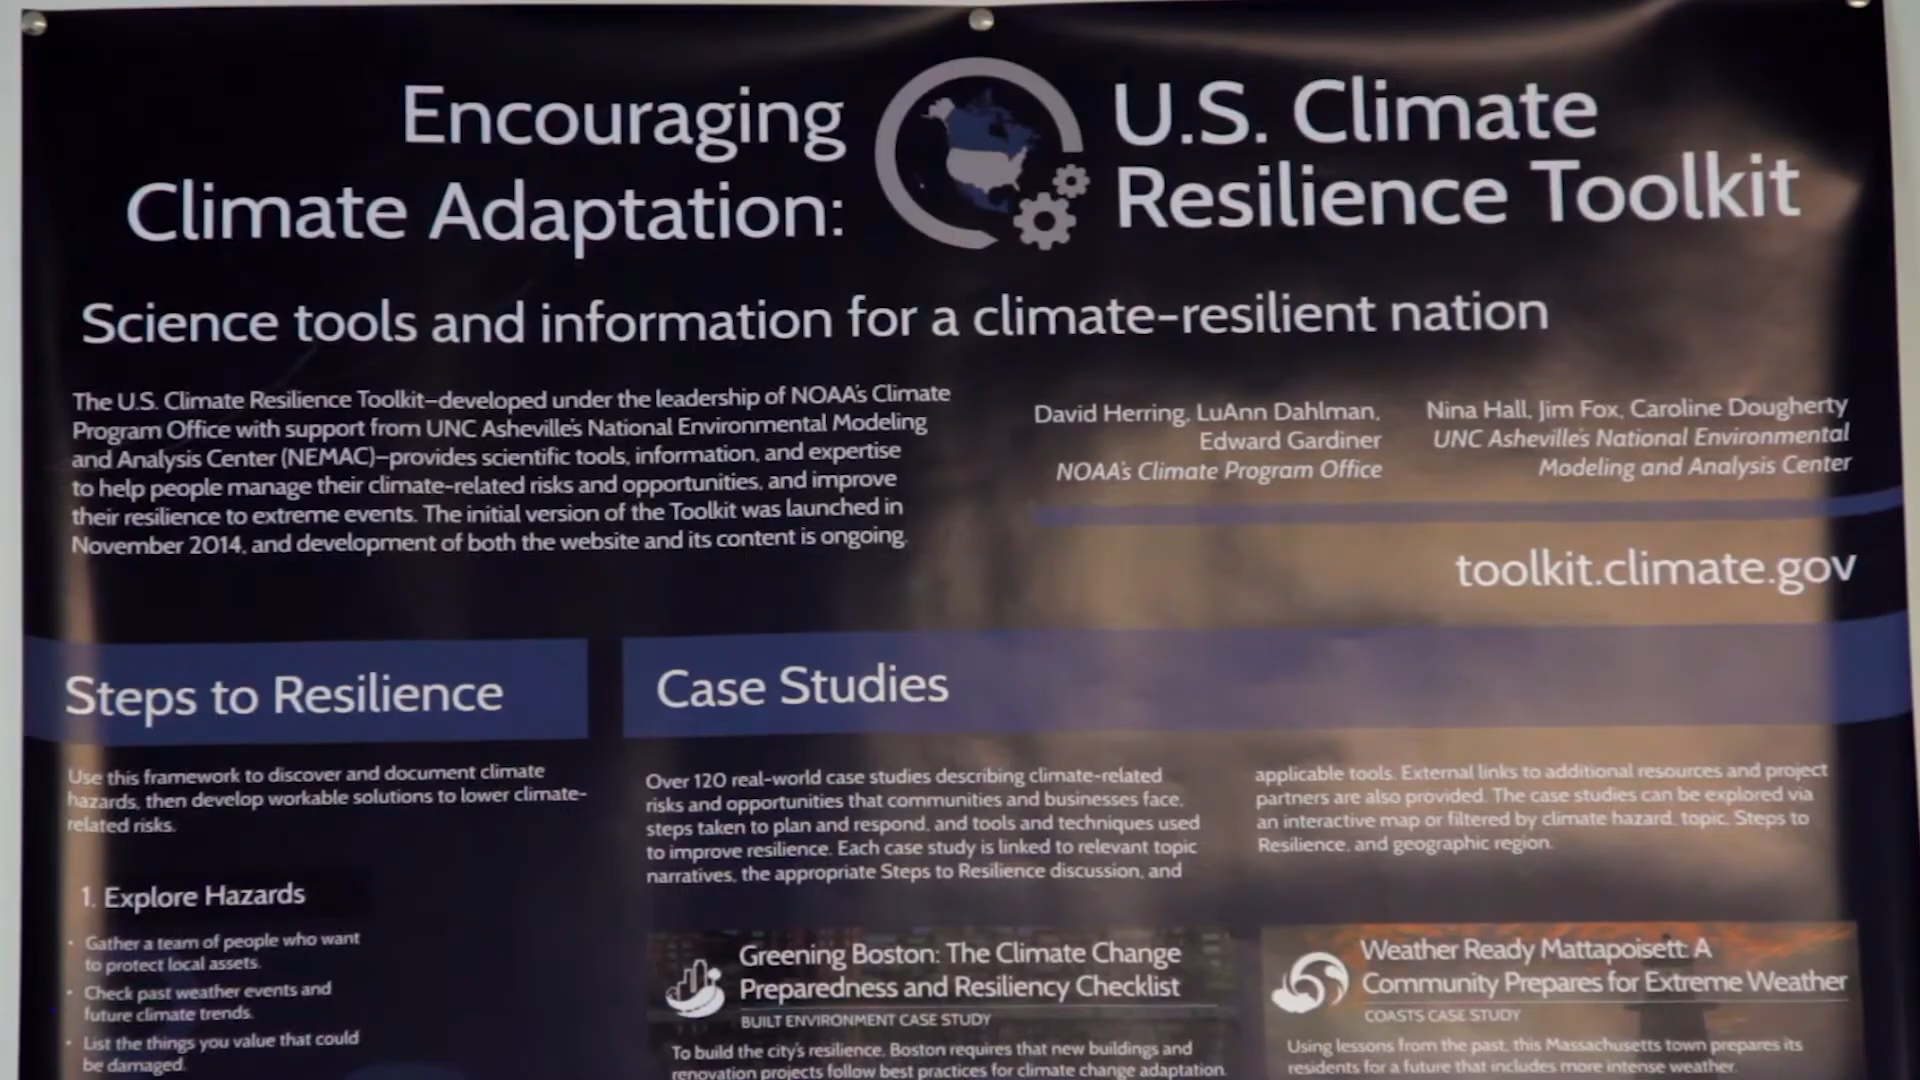 Encouraging
Climate Adaptation:
U.S. Climate
Resilience Toolkit
Science tools and information for a climate-resilient nation
The U.S. Climate Resilience Toolkit–developed under the leadership of NOAA's Climate
Program Office with support from UNC Asheville's National Environmental Modeling
and Analysis Center (NEMAC)–provides scientific tools, information, and expertise
to help people manage their climate-related risks and opportunities, and improve
their resilience to extreme events. The initial version of the Toolkit was launched in
November 2014, and development of both the website and its content is ongoing.
David Herring, LuAnn Dahlman,
Edward Gardiner
NOAA's Climate Program Office
Nina Hall, Jim Fox, Caroline Dougherty
UNC Asheville's National Environmental
Modeling and Analysis Center
toolkit.climate.gov
Steps to Resilience
Use this framework to discover and document climate
hazards, then develop workable solutions to lower climate-
related risks.
1. Explore Hazards
• Gather a team of people who want
to protect local assets.
• Check past weather events and
future climate trends.
• List the things you value that could
be damaged.
Case Studies
Over 120 real-world case studies describing climate-related
risks and opportunities that communities and businesses face,
steps taken to plan and respond, and tools and techniques used
to improve resilience. Each case study is linked to relevant topic
narratives, the appropriate Steps to Resilience discussion, and
applicable tools. External links to additional resources and project
partners are also provided. The case studies can be explored via
an interactive map or filtered by climate hazard, topic, Steps to
Resilience, and geographic region.
Greening Boston: The Climate Change
Preparedness and Resiliency Checklist
BUILT ENVIRONMENT CASE STUDY
To build the city's resilience, Boston requires that new buildings and
renovation projects follow best practices for climate change adaptation.
Weather Ready Mattapoisett: A
Community Prepares for Extreme Weather
COASTS CASE STUDY
Using lessons from the past, this Massachusetts town prepares its
residents for a future that includes more intense weather.